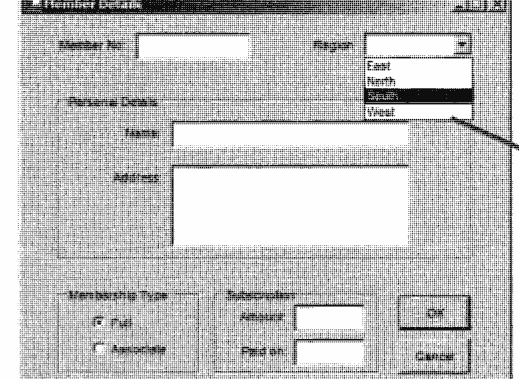 Member Details
Member No: Region:
East
North
South
West
Personal Details
Name:
Address:
Membership Type
Full
Associate
Subscription
Amount:
Paid on:
OK
Cancel